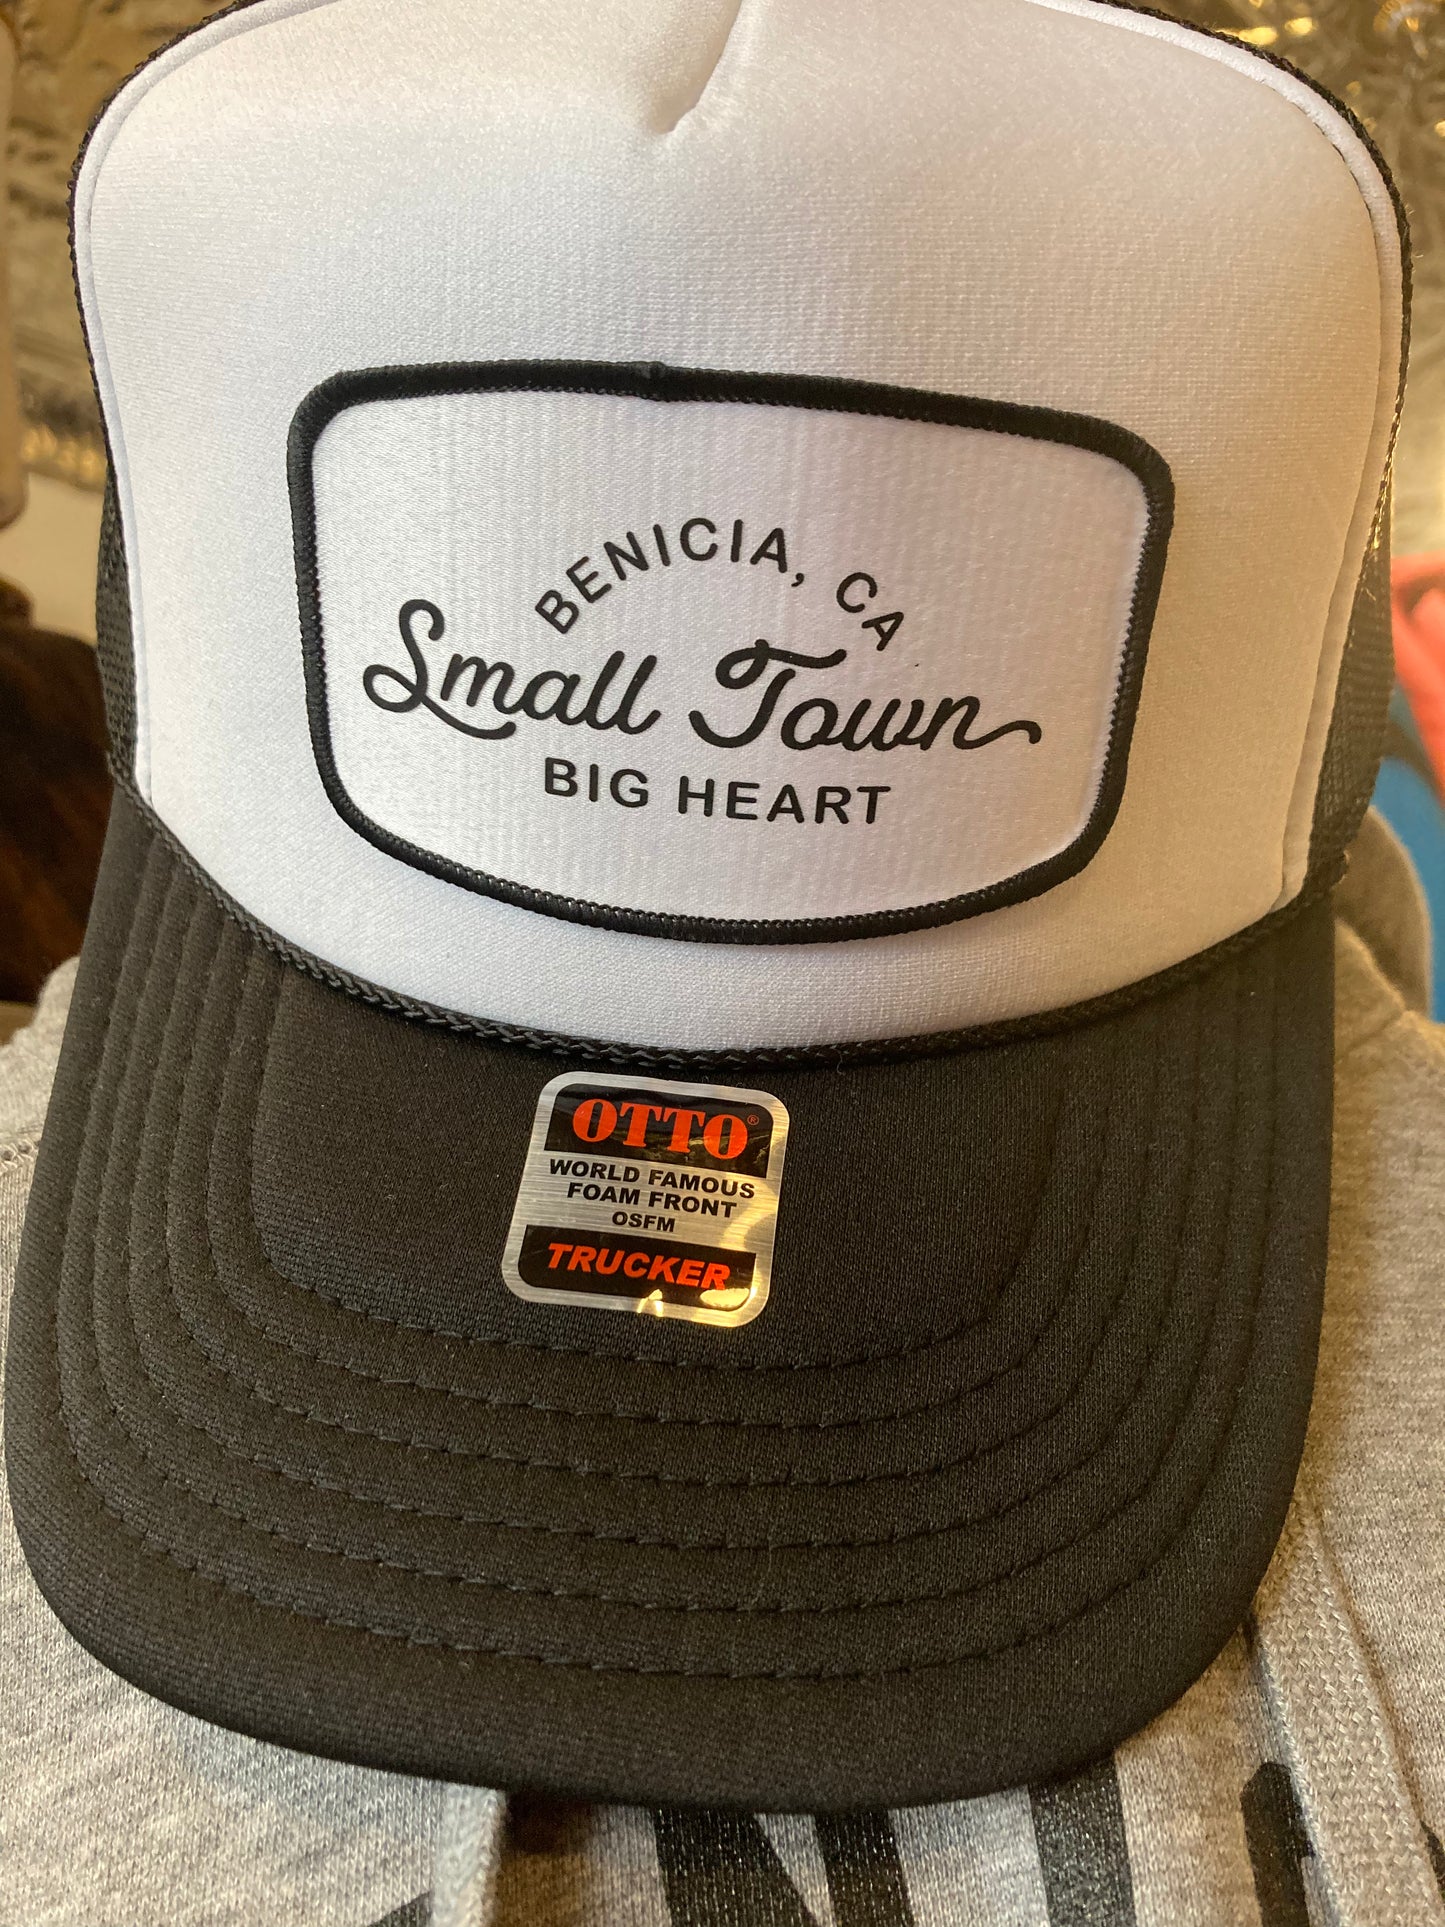 BENICIA, CA
Small Town
BIG HEART
OTTO®
WORLD FAMOUS
FOAM FRONT
OSFM
TRUCKER